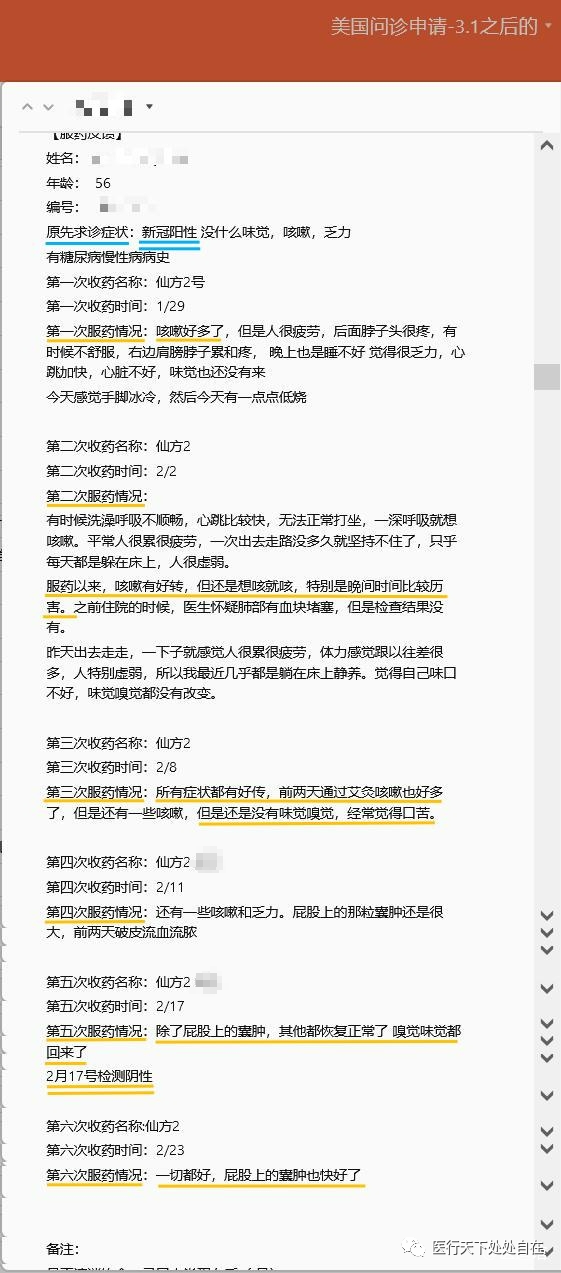 美国问诊申请-3.1之后的
【服药反馈】
姓名：
年龄： 56
编号：
原先求诊症状：新冠阳性 没什么味觉，咳嗽，乏力
有糖尿病慢性病病史
第一次收药名称：仙方2号
第一次收药时间：1/29
第一次服药情况：咳嗽好多了，但是人很疲劳，后面脖子头很疼，有
时候不舒服，右边肩膀脖子累和疼， 晚上也是睡不好 觉得很乏力，心
跳加快，心脏不好，味觉也还没有来
今天感觉手脚冰冷，然后今天有一点点低烧
第二次收药名称：仙方2
第二次收药时间：2/2
第二次服药情况：
有时候洗澡呼吸不顺畅，心跳比较快，无法正常打坐，一深呼吸就想
咳嗽。平常人很累很疲劳，一次出去走路没多久就坚持不住了，只乎
每天都是躲在床上，人很虚弱。
服药以来，咳嗽有好转，但还是想咳就咳，特别是晚间时间比较历
害。之前住院的时候，医生怀疑肺部有血块堵塞，但是检查结果没
有。
昨天出去走走，一下子就感觉人很累很疲劳，体力感觉跟以往差很
多，人特别虚弱，所以我最近几乎都是躺在床上静养。觉得自己味口
不好，味觉嗅觉都没有改变。
第三次收药名称：仙方2
第三次收药时间：2/8
第三次服药情况：所有症状都有好传，前两天通过艾灸咳嗽也好多
了，但是还有一些咳嗽，但是还是没有味觉嗅觉，经常觉得口苦。
第四次收药名称：仙方2
第四次收药时间：2/11
第四次服药情况：还有一些咳嗽和乏力。屁股上的那粒囊肿还是很
大，前两天破皮流血流脓
第五次收药名称：仙方2
第五次收药时间：2/17
第五次服药情况：除了屁股上的囊肿，其他都恢复正常了 嗅觉味觉都
回来了
2月17号检测阴性
第六次收药名称:仙方2
第六次收药时间：2/23
第六次服药情况：一切都好，屁股上的囊肿也快好了
备注：
医行天下处处自在